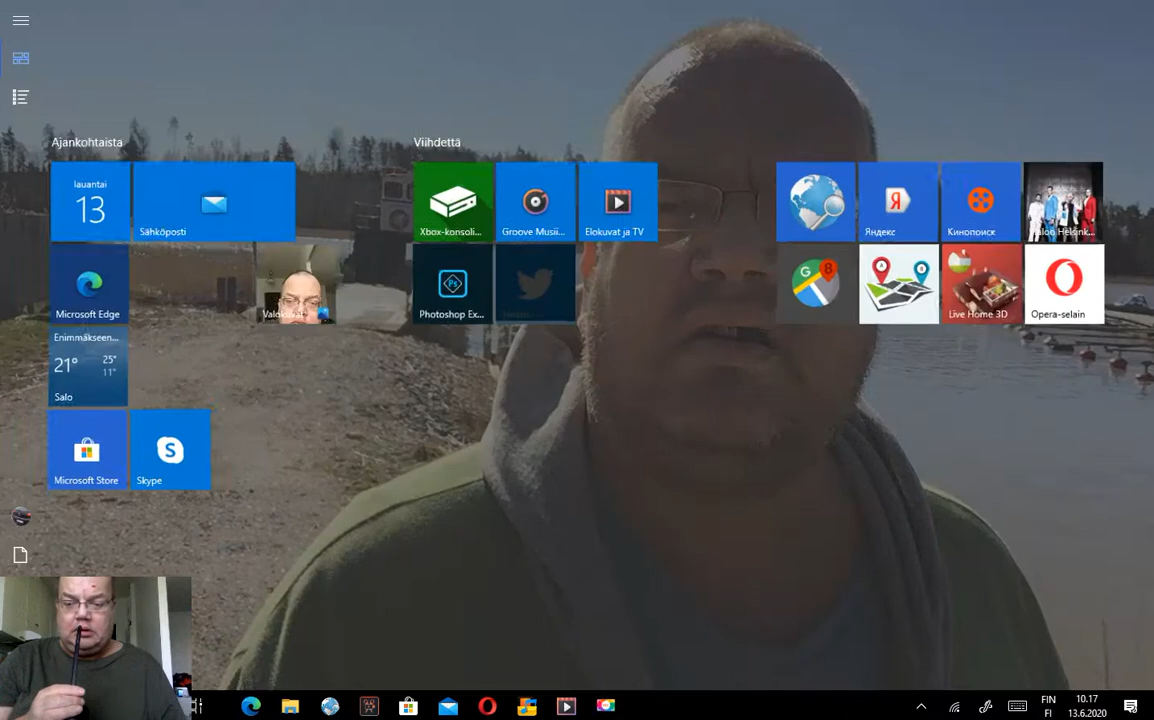 Ajankohtaista
Viihdettä
lauantai
13
Sähköposti
Xbox-konsoli...
Groove Musii...
Elokuvat ja TV
Яндекс
Кинопоиск
Microsoft Edge
Valokuvat
Photoshop Ex...
Live Home 3D
Opera-selain
Enimmäkseen...
21°
25°
11°
Salo
Microsoft Store
Skype
FIN
FI
10.17
13.6.2020